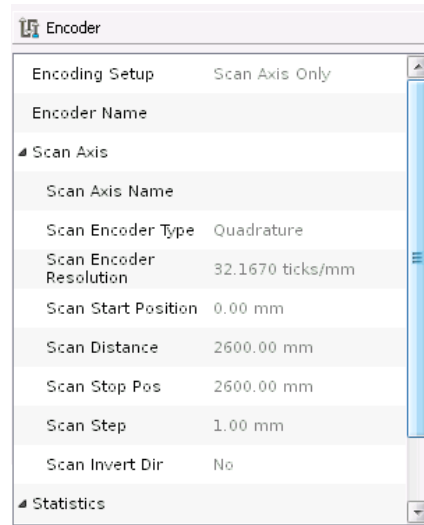 Encoder
Encoding Setup Scan Axis Only
Encoder Name
Scan Axis
Scan Axis Name
Scan Encoder Type Quadrature
Scan Encoder
Resolution 32.1670 ticks/mm
Scan Start Position 0.00 mm
Scan Distance 2600.00 mm
Scan Stop Pos 2600.00 mm
Scan Step 1.00 mm
Scan Invert Dir No
Statistics